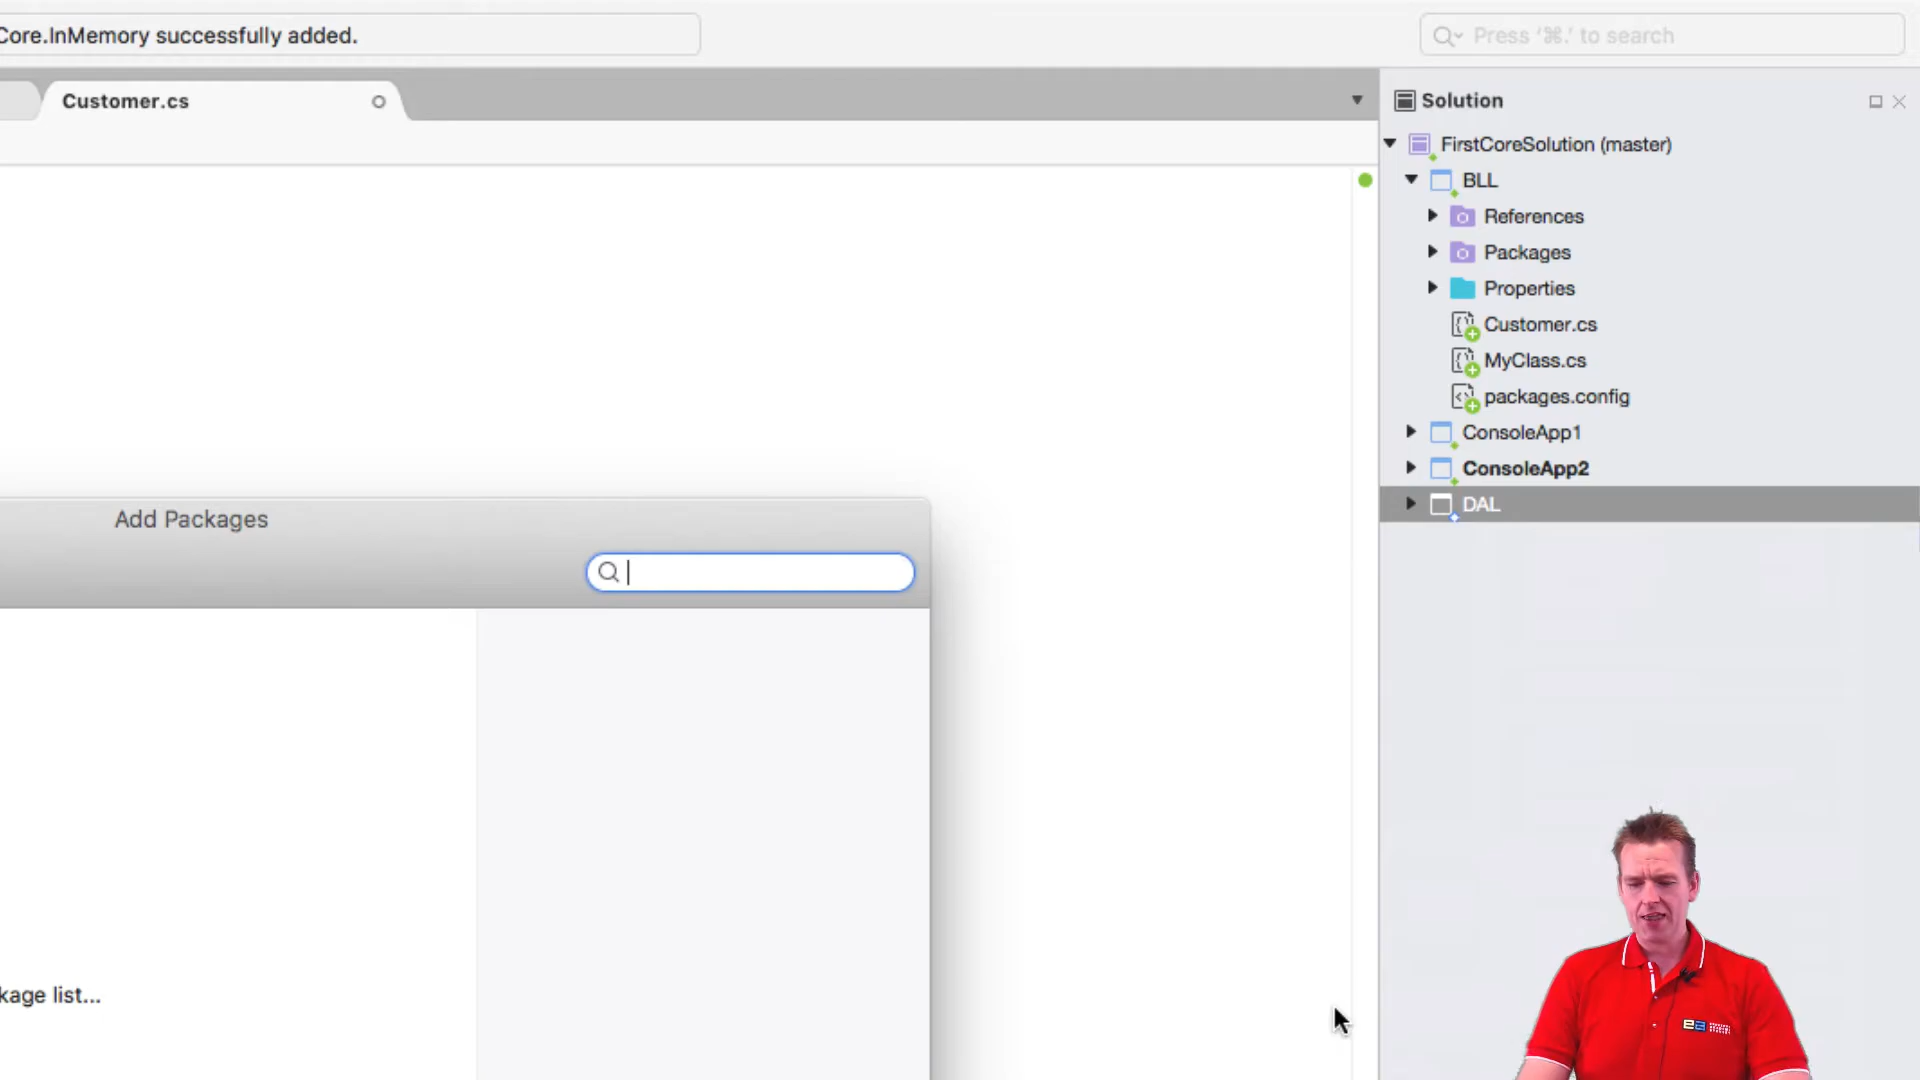 Core.InMemory successfully added.
Press '⌘.' to search
Customer.cs
Solution
FirstCoreSolution (master)
BLL
References
Packages
Properties
Customer.cs
MyClass.cs
packages.config
ConsoleApp1
ConsoleApp2
DAL
Add Packages
kage list...